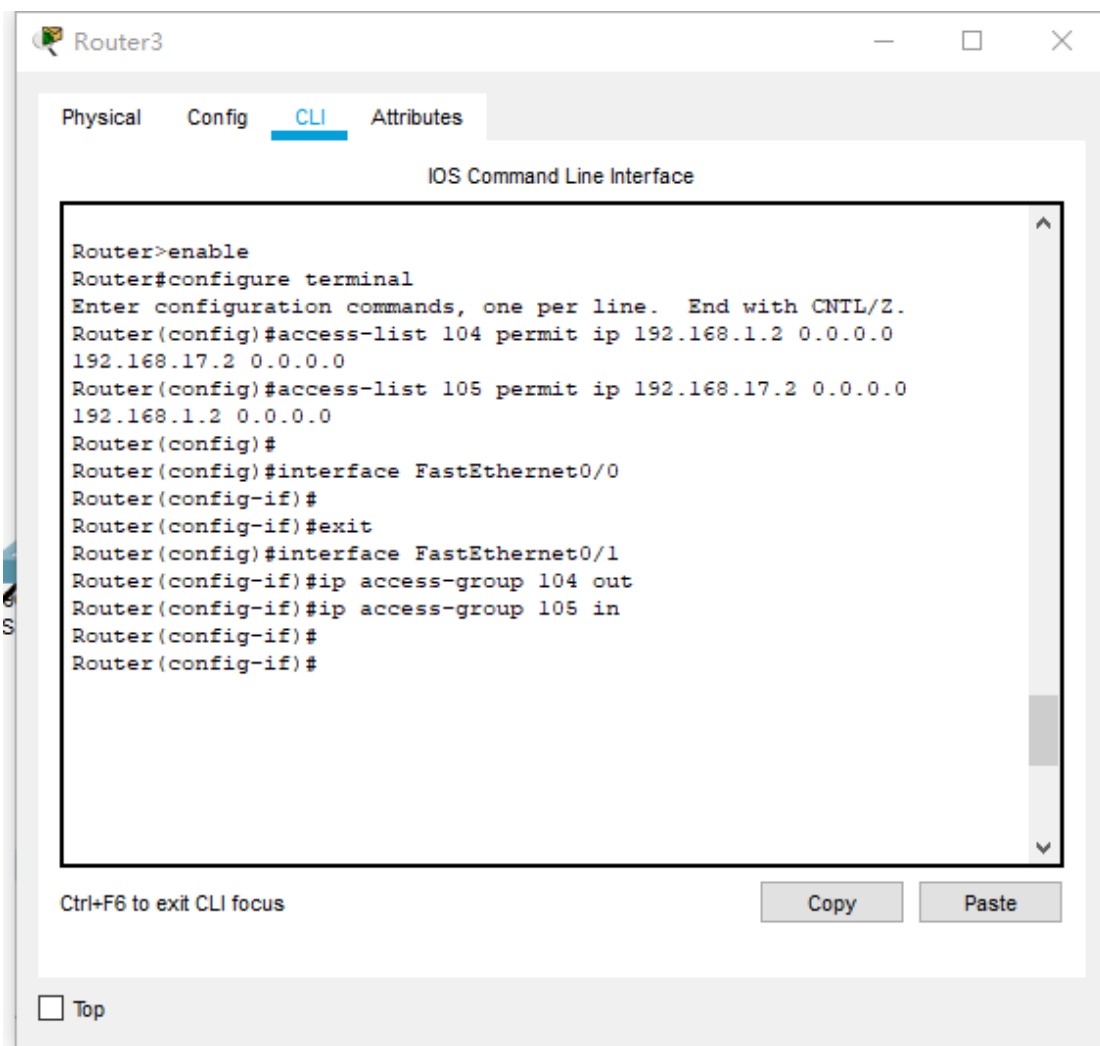 Router3
Physical Config CLI Attributes
IOS Command Line Interface
Router>enable
Router#configure terminal
Enter configuration commands, one per line.  End with CNTL/Z.
Router(config)#access-list 104 permit ip 192.168.1.2 0.0.0.0
192.168.17.2 0.0.0.0
Router(config)#access-list 105 permit ip 192.168.17.2 0.0.0.0
192.168.1.2 0.0.0.0
Router(config)#
Router(config)#interface FastEthernet0/0
Router(config-if)#
Router(config-if)#exit
Router(config)#interface FastEthernet0/1
Router(config-if)#ip access-group 104 out
Router(config-if)#ip access-group 105 in
Router(config-if)#
Router(config-if)#
Ctrl+F6 to exit CLI focus
Copy Paste
Top